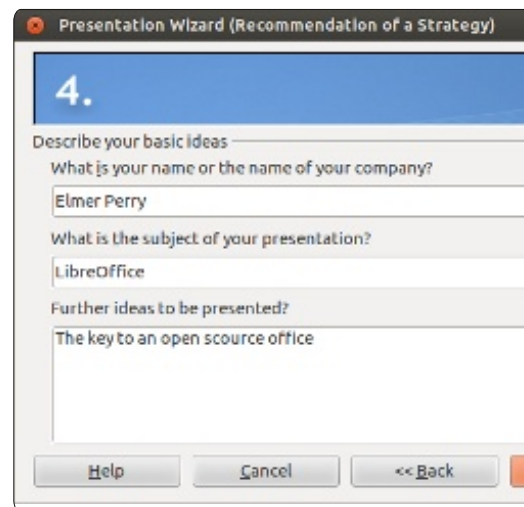 Presentation Wizard (Recommendation of a Strategy)
4.
Describe your basic ideas
What is your name or the name of your company?
Elmer Perry
What is the subject of your presentation?
LibreOffice
Further ideas to be presented?
The key to an open scource office
Help Cancel << Back